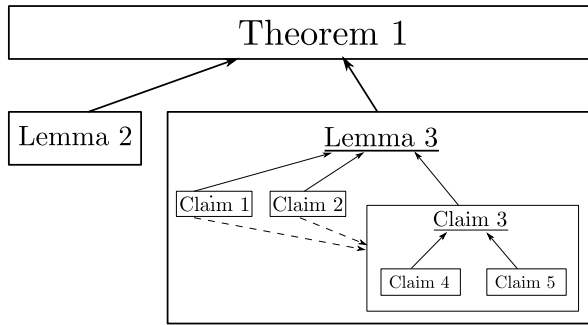 Theorem 1
Lemma 2
Lemma 3
Claim 1
Claim 2
Claim 3
Claim 4
Claim 5